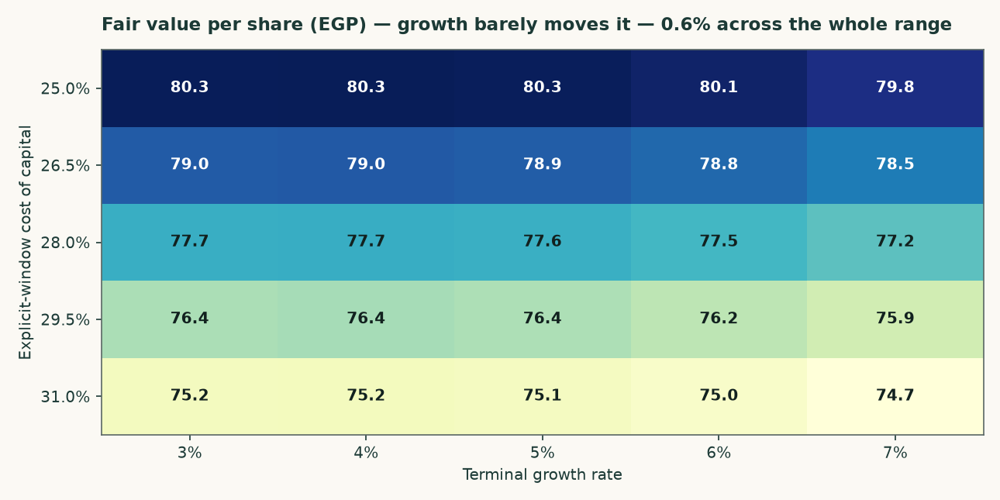 Fair value per share (EGP) — growth barely moves it — 0.6% across the whole range
Explicit-window cost of capital
25.0% 80.3 80.3 80.3 80.1 79.8
26.5% 79.0 79.0 78.9 78.8 78.5
28.0% 77.7 77.7 77.6 77.5 77.2
29.5% 76.4 76.4 76.4 76.2 75.9
31.0% 75.2 75.2 75.1 75.0 74.7
3% 4% 5% 6% 7%
Terminal growth rate